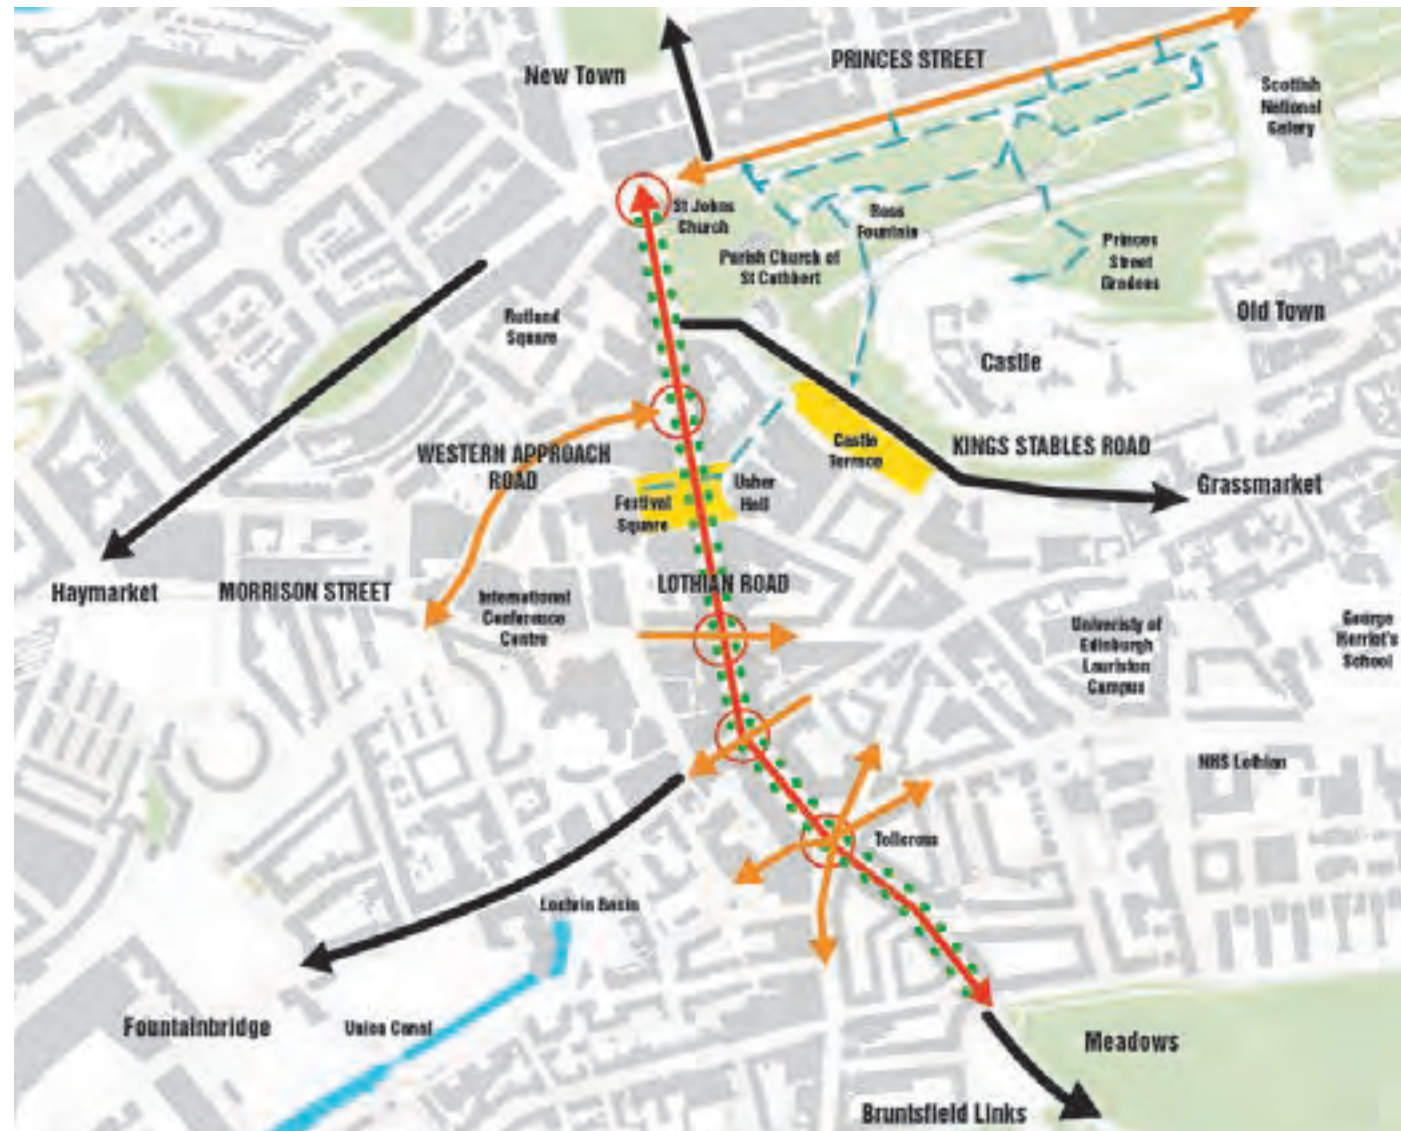 PRINCES STREET
New Town
Scottish
National
Galery
St Johns
Church
Ross
Fountain
Parish Church of
St Cuthbert
Princes
Street
Gradens
Old Town
Rutland
Square
Castle
WESTERN APPROACH
ROAD
Castle
Terrace
KINGS STABLES ROAD
Usher
Hall
Festival
Square
Grassmarket
Haymarket
MORRISON STREET
LOTHIAN ROAD
International
Conference
Centre
Univeristy of
Edinburgh
Lauriston
Campus
George
Herriot's
School
NHS Lothian
Tollcross
Lochrin Basin
Fountainbridge
Union Canal
Meadows
Bruntsfield Links